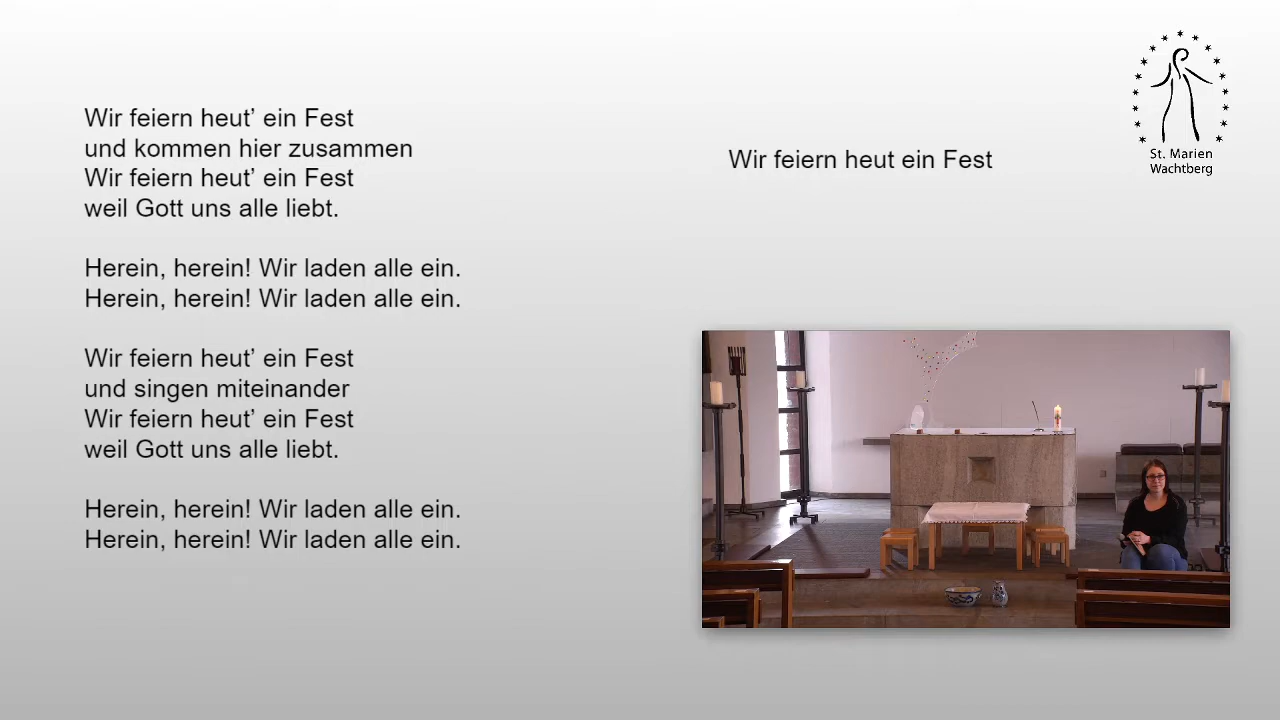 Wir feiern heut’ ein Fest
und kommen hier zusammen
Wir feiern heut’ ein Fest
weil Gott uns alle liebt.
Herein, herein! Wir laden alle ein.
Herein, herein! Wir laden alle ein.
Wir feiern heut’ ein Fest
und singen miteinander
Wir feiern heut’ ein Fest
weil Gott uns alle liebt.
Herein, herein! Wir laden alle ein.
Herein, herein! Wir laden alle ein.
Wir feiern heut ein Fest
St. Marien
Wachtberg